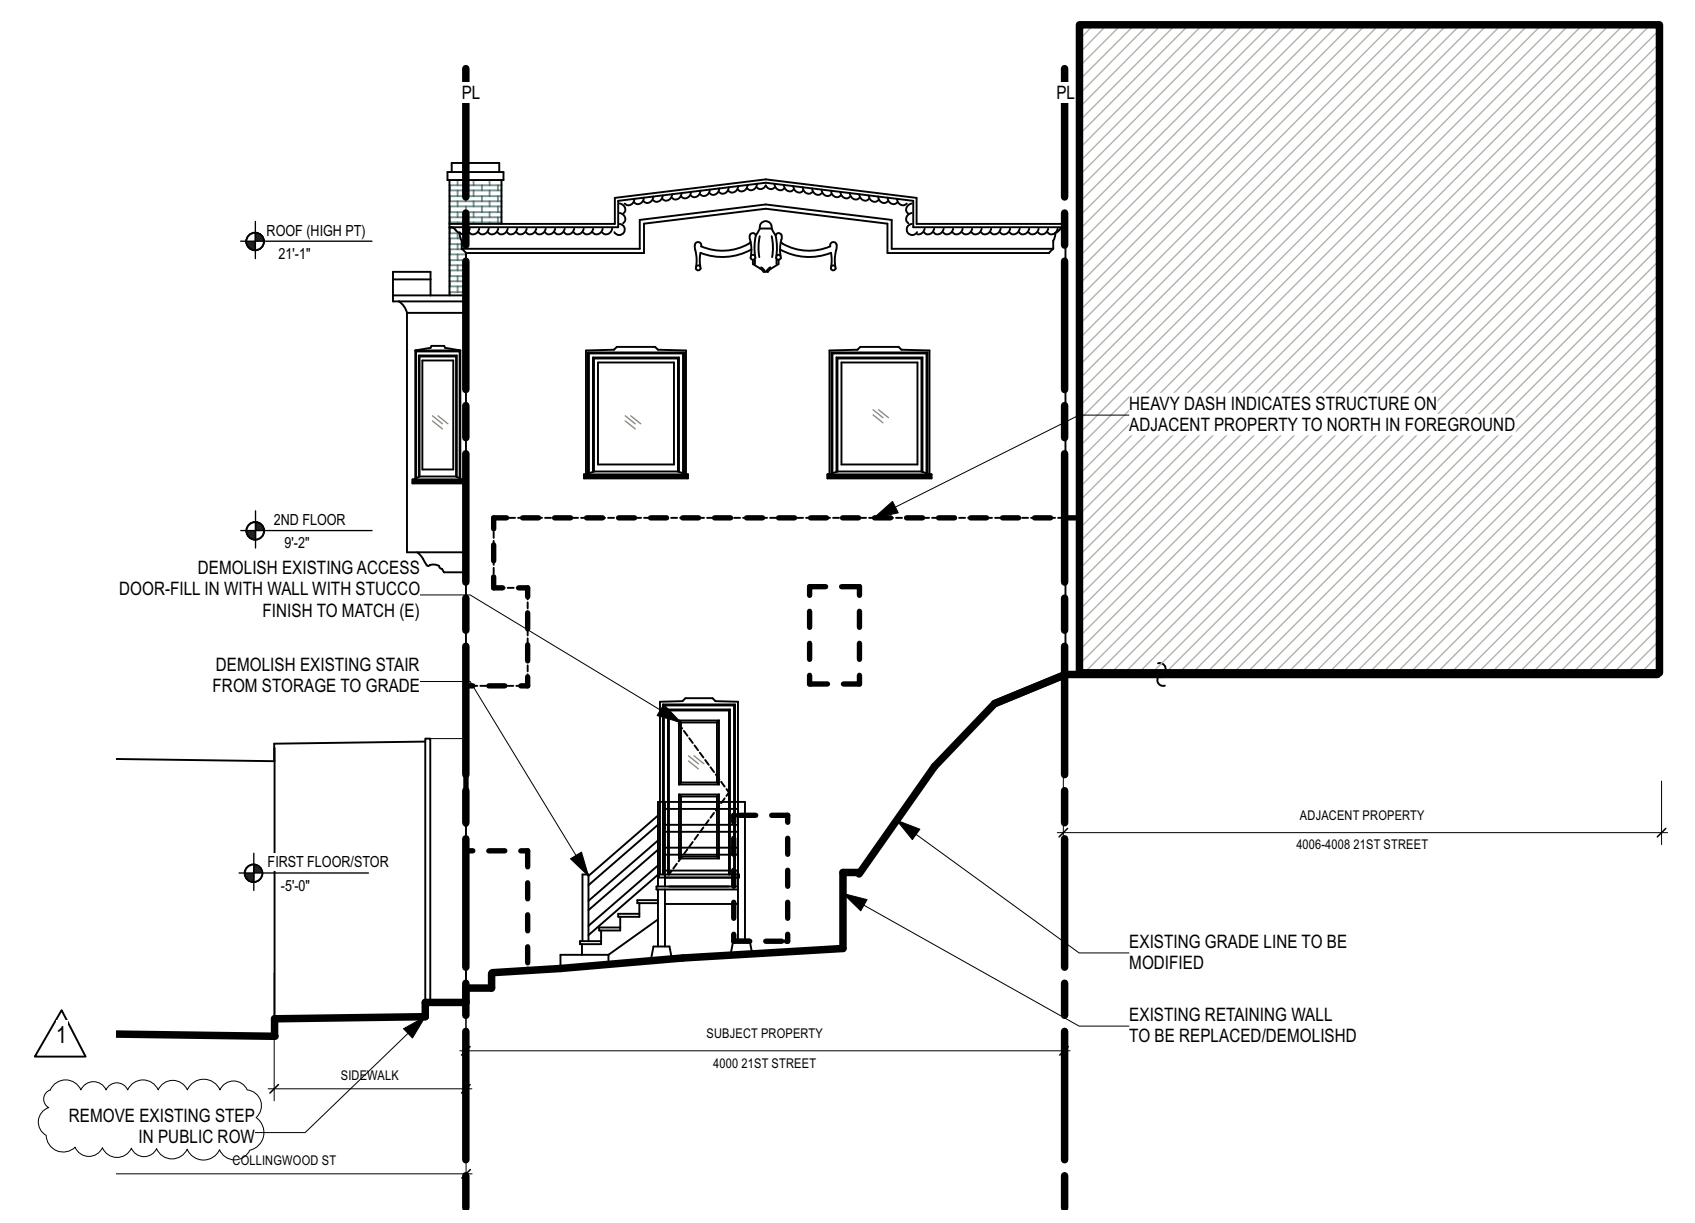 PL
PL
ROOF (HIGH PT)
21'-1"
HEAVY DASH INDICATES STRUCTURE ON
ADJACENT PROPERTY TO NORTH IN FOREGROUND
2ND FLOOR
9'-2"
DEMOLISH EXISTING ACCESS
DOOR-FILL IN WITH WALL WITH STUCCO
FINISH TO MATCH (E)
DEMOLISH EXISTING STAIR
FROM STORAGE TO GRADE
ADJACENT PROPERTY
4006-4008 21ST STREET
FIRST FLOOR/STOR
-5'-0"
EXISTING GRADE LINE TO BE
MODIFIED
EXISTING RETAINING WALL
TO BE REPLACED/DEMOLISHD
1
SUBJECT PROPERTY
4000 21ST STREET
SIDEWALK
REMOVE EXISTING STEP
IN PUBLIC ROW
COLLINGWOOD ST